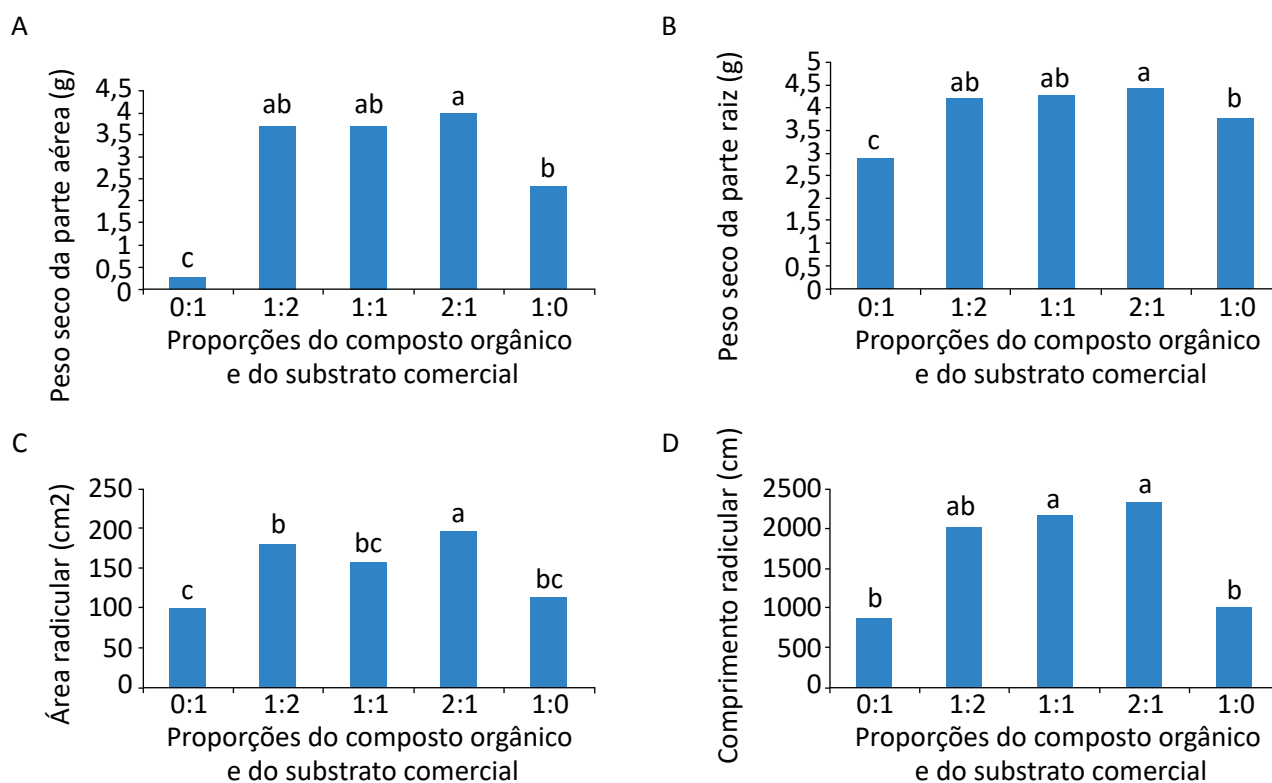 A
Peso seco da parte aérea (g)
4,5
4
3,5
3
2,5
2
1,5
1
0,5
0
c
ab
ab
a
b
0:1
1:2
1:1
2:1
1:0
Proporções do composto orgânico
e do substrato comercial
B
Peso seco da parte raiz (g)
5
4,5
4
3,5
3
2,5
2
1,5
1
0,5
0
c
ab
ab
a
b
0:1
1:2
1:1
2:1
1:0
Proporções do composto orgânico
e do substrato comercial
C
Área radicular (cm2)
250
200
150
100
50
0
c
b
bc
a
bc
0:1
1:2
1:1
2:1
1:0
Proporções do composto orgânico
e do substrato comercial
D
Comprimento radicular (cm)
2500
2000
1500
1000
500
0
b
ab
a
a
b
0:1
1:2
1:1
2:1
1:0
Proporções do composto orgânico
e do substrato comercial